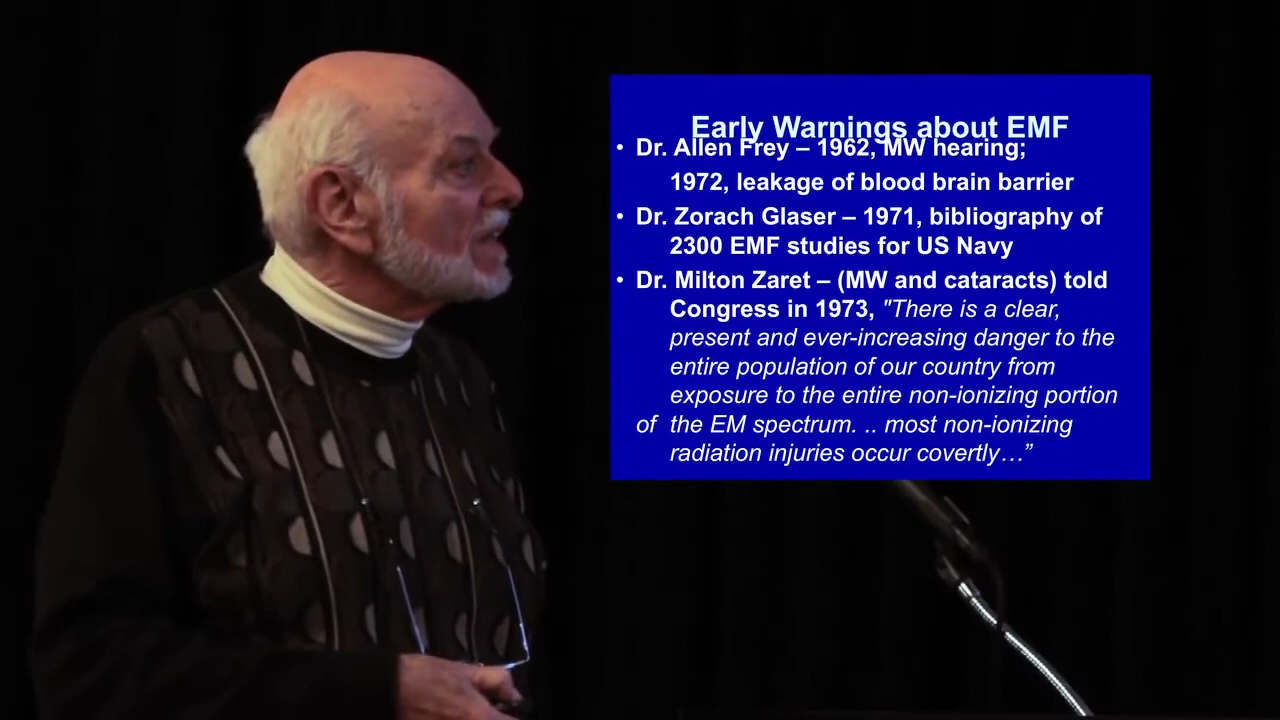 Early Warnings about EMF
• Dr. Allen Frey – 1962, MW hearing;
1972, leakage of blood brain barrier
• Dr. Zorach Glaser – 1971, bibliography of
2300 EMF studies for US Navy
• Dr. Milton Zaret – (MW and cataracts) told
Congress in 1973, "There is a clear,
present and ever-increasing danger to the
entire population of our country from
exposure to the entire non-ionizing portion
of the EM spectrum. .. most non-ionizing
radiation injuries occur covertly…”